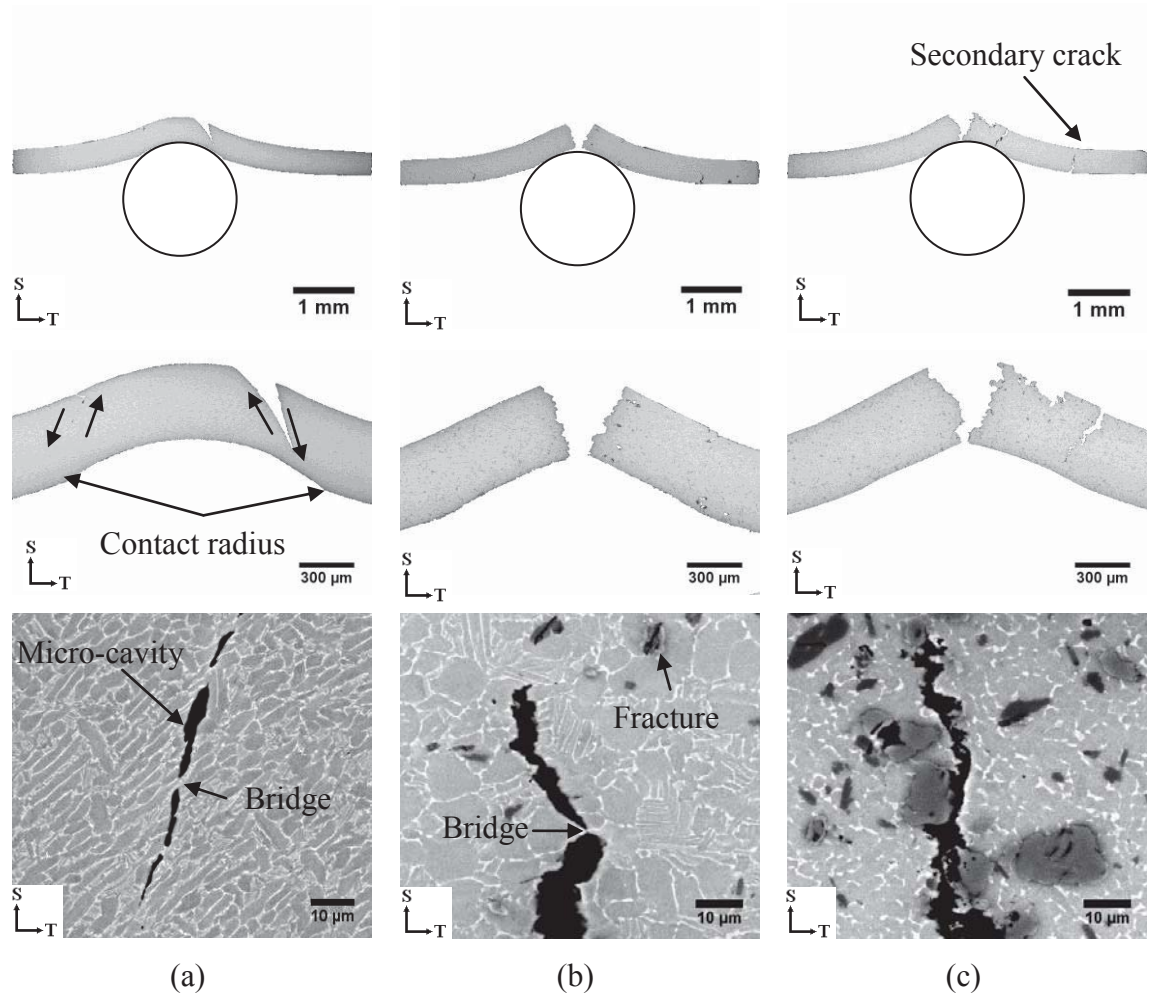 Secondary crack
S
T
1 mm
S
T
1 mm
S
T
1 mm
Contact radius
S
T
300 µm
S
T
300 µm
S
T
300 µm
Micro-cavity
Bridge
S
T
10 µm
Fracture
Bridge
S
T
10 µm
S
T
10 µm
(a)
(b)
(c)